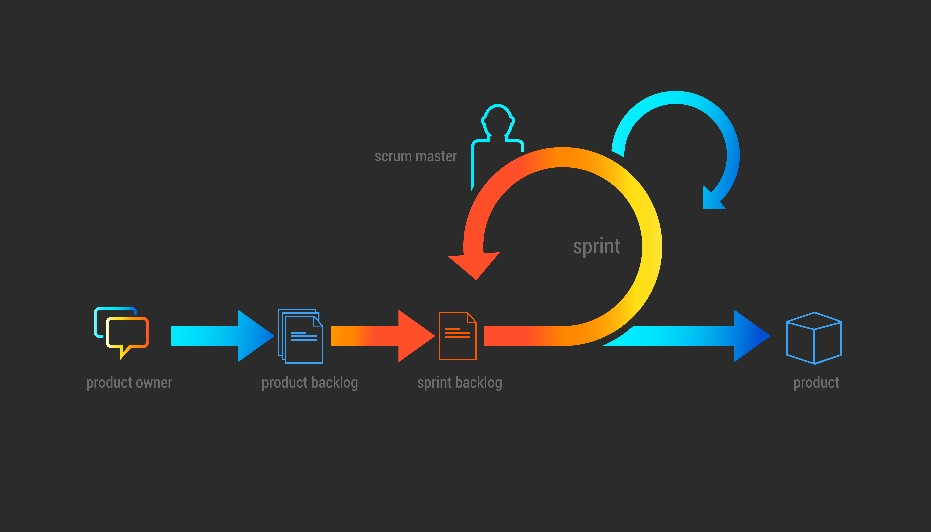 scrum master
sprint
product owner
product backlog
sprint backlog
product